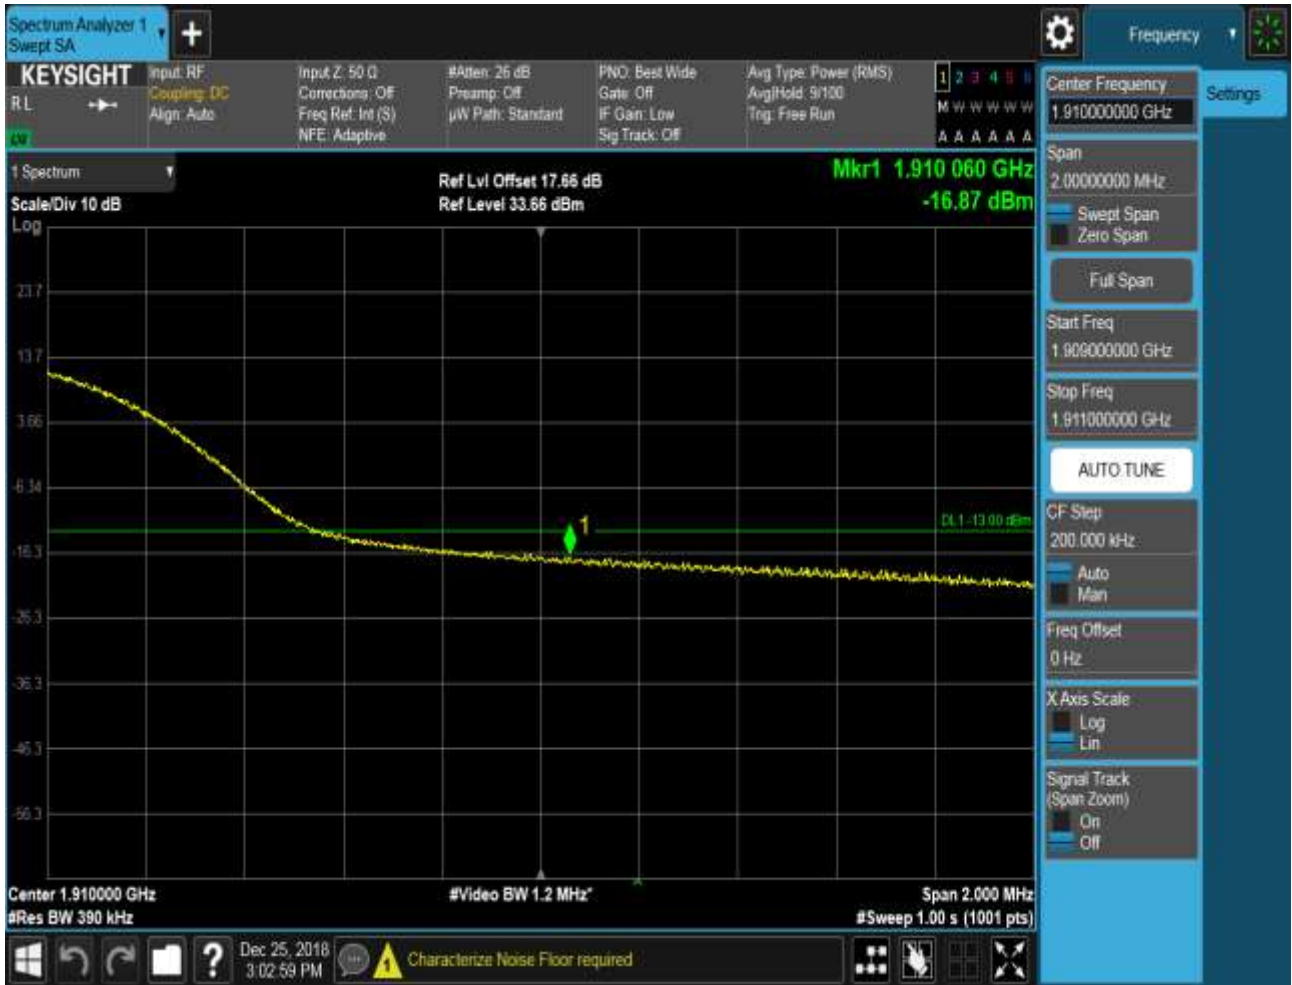 Spectrum Analyzer 1
Swept SA
+
Frequency
KEYSIGHT
RL
Input: RF
Coupling: DC
Align: Auto
Input Z: 50 Ω
Corrections: Off
Freq Ref: Int (S)
NFE: Adaptive
#Atten: 26 dB
Preamp: Off
µW Path: Standard
PNO: Best Wide
Gate: Off
IF Gain: Low
Sig Track: Off
Avg Type: Power (RMS)
Avg|Hold: 9/100
Trig: Free Run
1 2 3 4 5 6
M W W W W W
A A A A A A
1 Spectrum
Scale/Div 10 dB
Log
Ref Lvl Offset 17.66 dB
Ref Level 33.66 dBm
Mkr1 1.910 060 GHz
-16.87 dBm
23.7
13.7
3.66
-6.34
-16.3
-26.3
-36.3
-46.3
-56.3
1
DL1 -13.00 dBm
Center 1.910000 GHz
#Res BW 390 kHz
#Video BW 1.2 MHz*
Span 2.000 MHz
#Sweep 1.00 s (1001 pts)
Center Frequency
1.910000000 GHz
Settings
Span
2.00000000 MHz
Swept Span
Zero Span
Full Span
Start Freq
1.909000000 GHz
Stop Freq
1.911000000 GHz
AUTO TUNE
CF Step
200.000 kHz
Auto
Man
Freq Offset
0 Hz
X Axis Scale
Log
Lin
Signal Track
(Span Zoom)
On
Off
?
Dec 25, 2018
3:02:59 PM
1
Characterize Noise Floor required